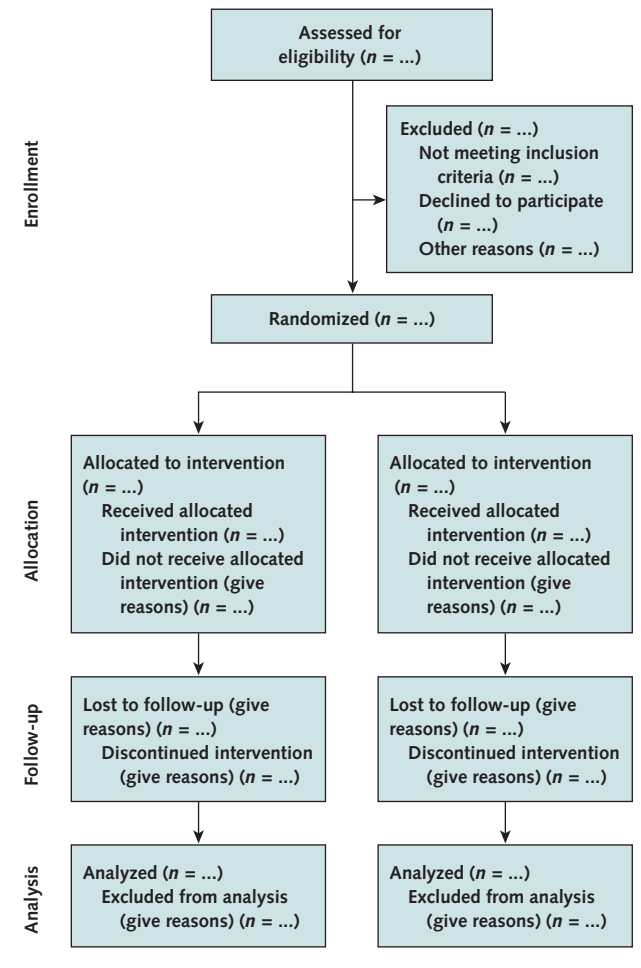 Assessed for
eligibility (n = ...)
Enrollment
Excluded (n = ...)
Not meeting inclusion
criteria (n = ...)
Declined to participate
(n = ...)
Other reasons (n = ...)
Randomized (n = ...)
Allocation
Allocated to intervention
(n = ...)
Received allocated
intervention (n = ...)
Did not receive allocated
intervention (give
reasons) (n = ...)
Allocated to intervention
(n = ...)
Received allocated
intervention (n = ...)
Did not receive allocated
intervention (give
reasons) (n = ...)
Follow-up
Lost to follow-up (give
reasons) (n = ...)
Discontinued intervention
(give reasons) (n = ...)
Lost to follow-up (give
reasons) (n = ...)
Discontinued intervention
(give reasons) (n = ...)
Analysis
Analyzed (n = ...)
Excluded from analysis
(give reasons) (n = ...)
Analyzed (n = ...)
Excluded from analysis
(give reasons) (n = ...)